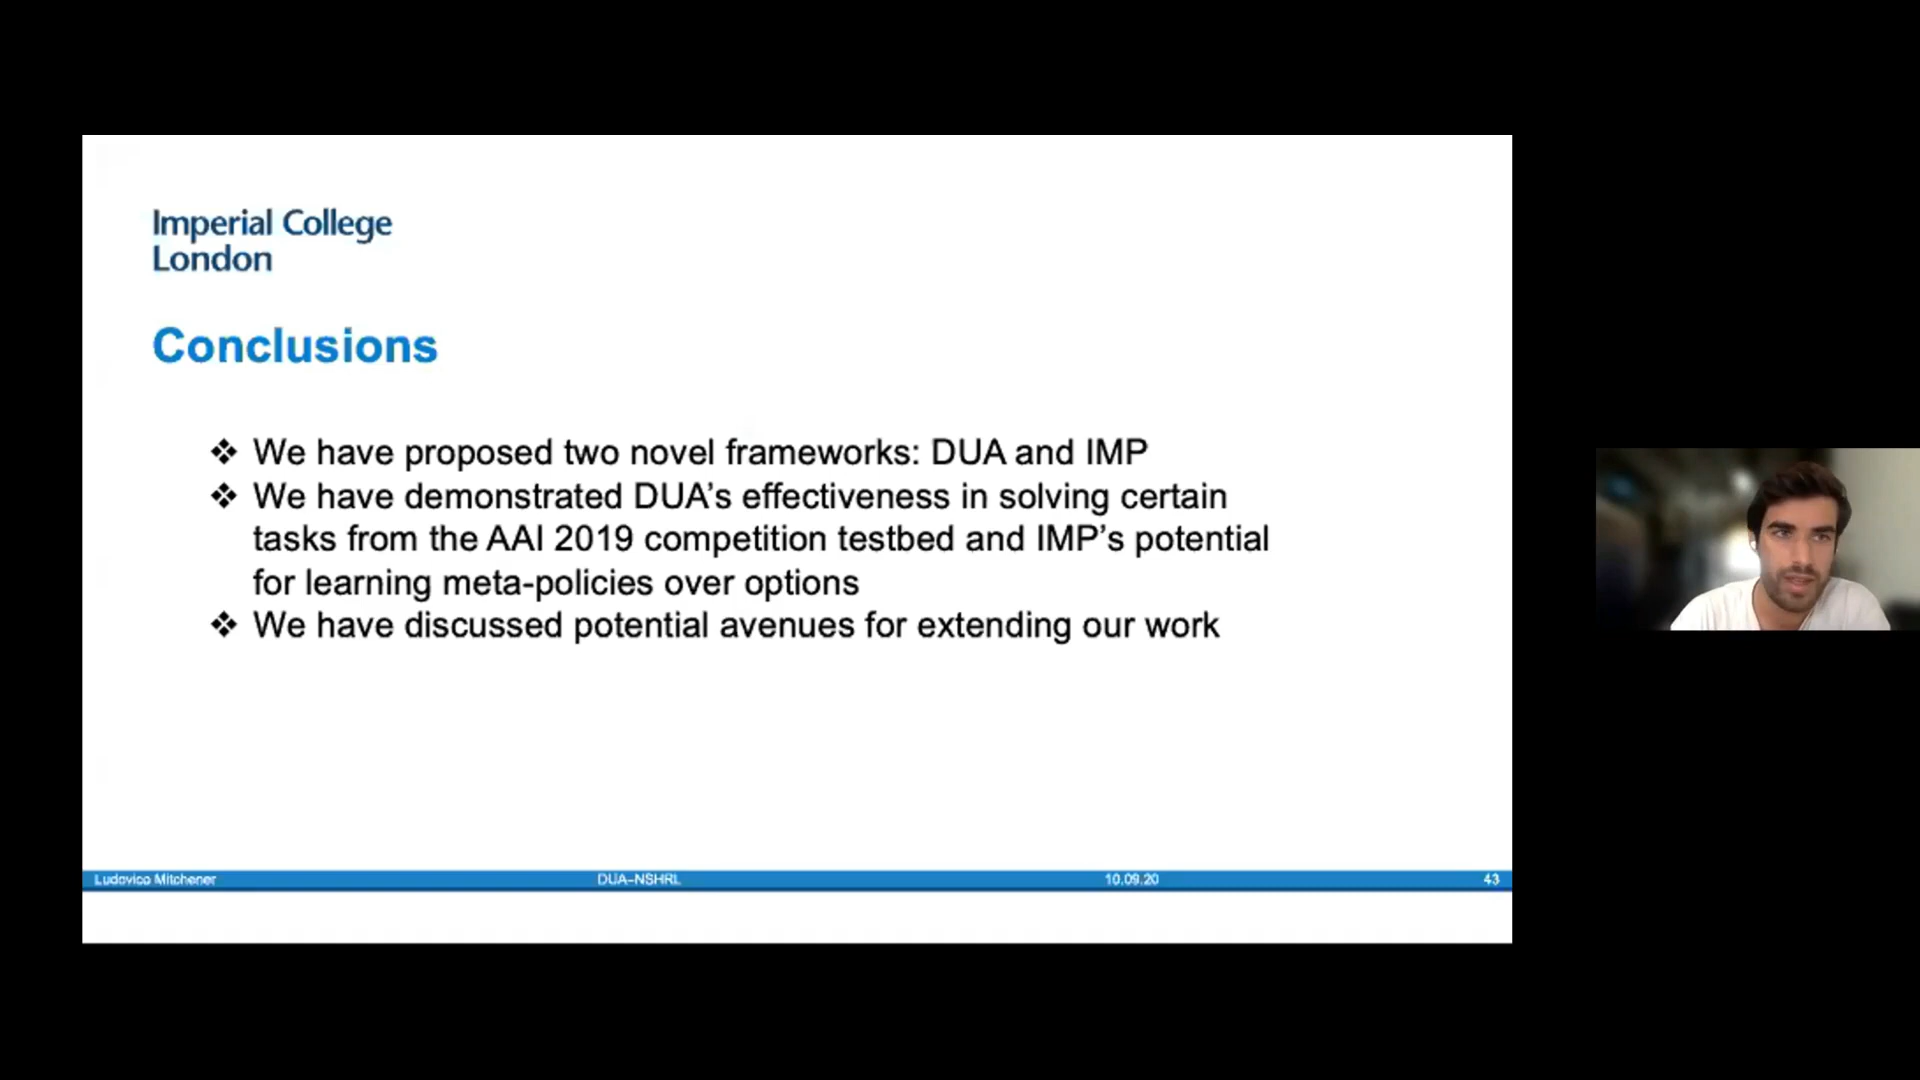 Imperial College
London
Conclusions
❖ We have proposed two novel frameworks: DUA and IMP
❖ We have demonstrated DUA’s effectiveness in solving certain
tasks from the AAI 2019 competition testbed and IMP’s potential
for learning meta-policies over options
❖ We have discussed potential avenues for extending our work
Ludovico Mitchener DUA–NSHRL 10.09.20 43